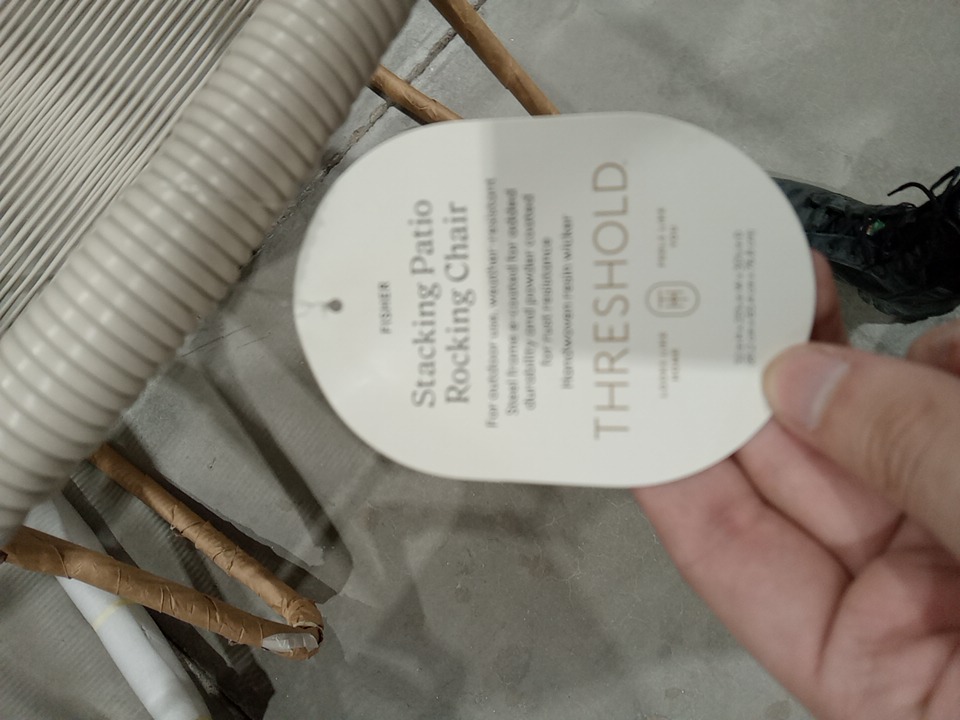 FISHER
Stacking Patio
Rocking Chair
For outdoor use, weather-resistant
Steel frame e-coated for added
durability and powder coated
for rust resistance
Handwoven resin wicker
THRESHOLD